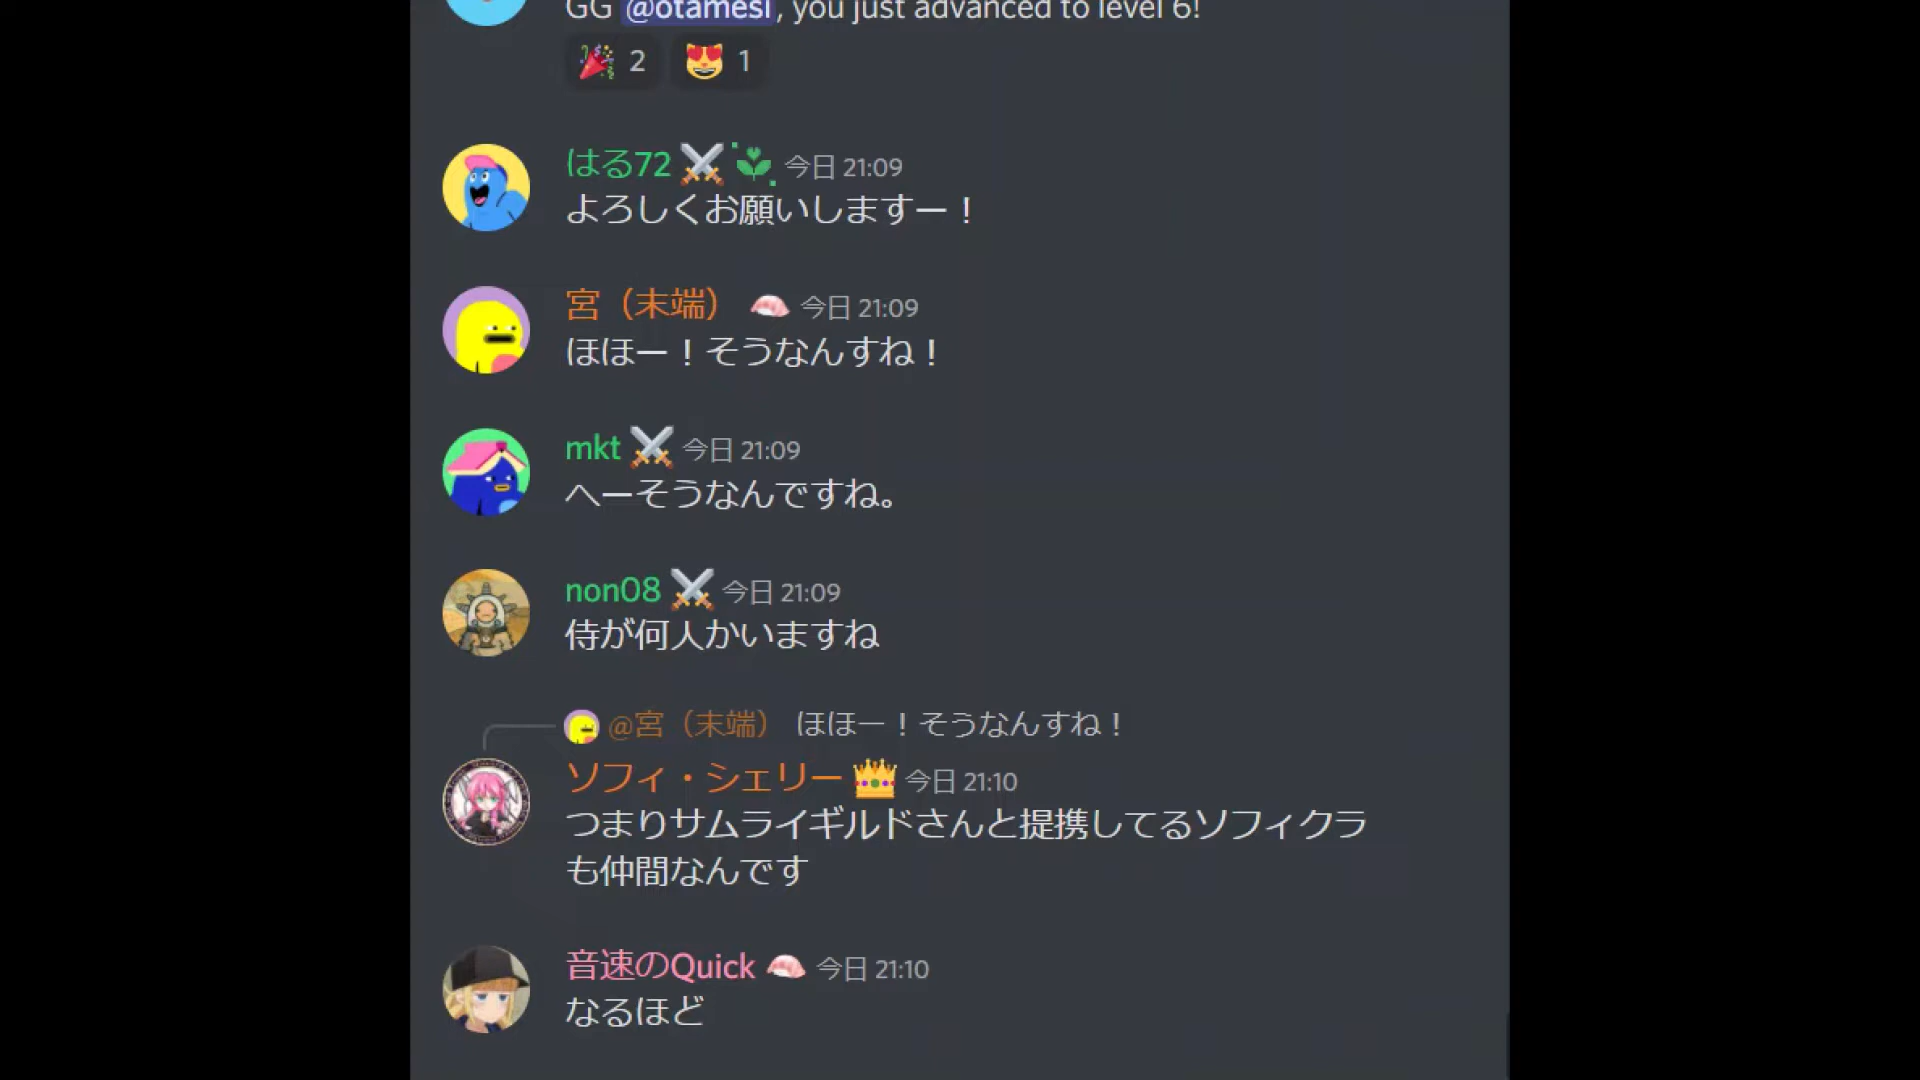 GG @otamesi, you just advanced to level 6!
2 1
はる72 今日 21:09
よろしくお願いしますー！
宮（末端） 今日 21:09
ほほー！そうなんすね！
mkt 今日 21:09
へーそうなんですね。
non08 今日 21:09
侍が何人かいますね
@宮（末端） ほほー！そうなんすね！
ソフィ・シェリー 今日 21:10
つまりサムライギルドさんと提携してるソフィクラ
も仲間なんです
音速のQuick 今日 21:10
なるほど